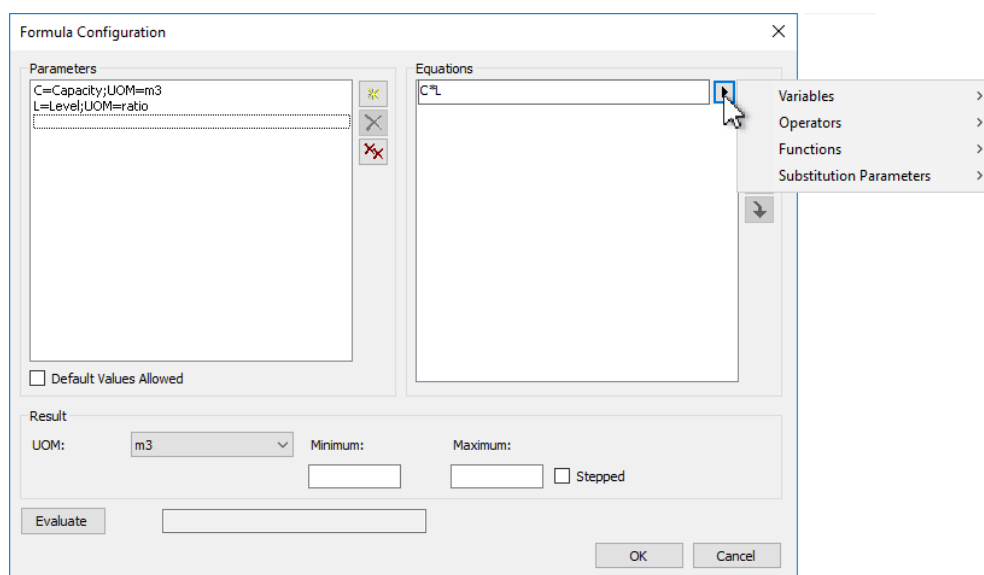 Formula Configuration
Parameters
C=Capacity;UOM=m3
L=Level;UOM=ratio
Default Values Allowed
Equations
C*L
Variables
Operators
Functions
Substitution Parameters
Result
UOM:
m3
Minimum:
Maximum:
Stepped
Evaluate
OK
Cancel